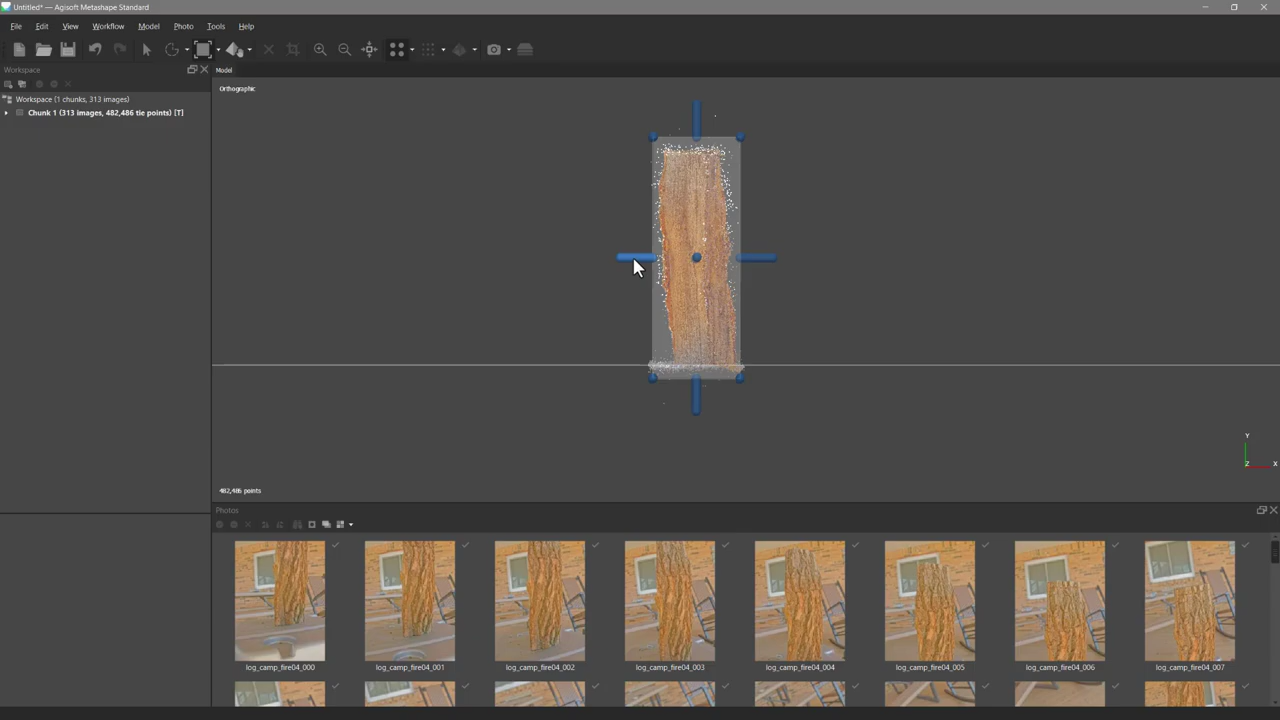 Untitled* — Agisoft Metashape Standard
File Edit View Workflow Model Photo Tools Help
Workspace
Model
Workspace (1 chunks, 313 images)
Chunk 1 (313 images, 482,486 tie points) [T]
Orthographic
Y
Z X
482,486 points
Photos
log_camp_fire04_000 log_camp_fire04_001 log_camp_fire04_002 log_camp_fire04_003 log_camp_fire04_004 log_camp_fire04_005 log_camp_fire04_006 log_camp_fire04_007